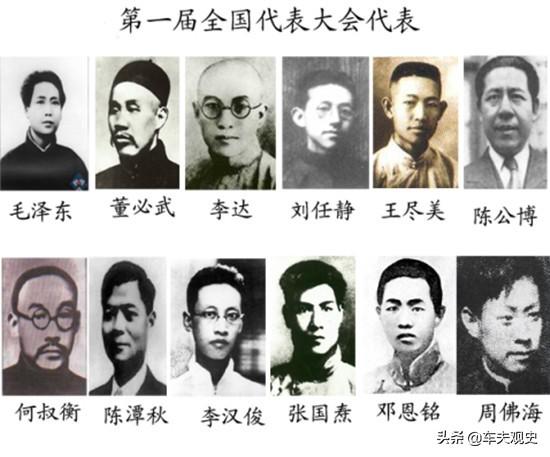 第一届全国代表大会代表
毛泽东 董必武 李达 刘任静 王尽美 陈公博
何叔衡 陈潭秋 李汉俊 张国焘 邓恩铭 周佛海
头条 @车夫观史